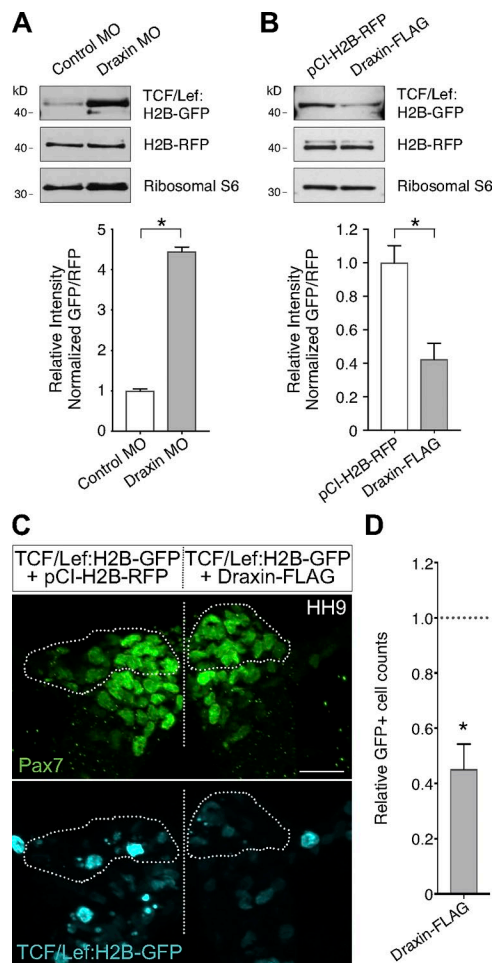 A
Control MO
Draxin MO
kD
40
TCF/Lef:
H2B-GFP
40
H2B-RFP
30
Ribosomal S6
*
Relative Intensity
Normalized GFP/RFP
5
4
3
2
1
0
Control MO
Draxin MO
B
pCI-H2B-RFP
Draxin-FLAG
kD
40
TCF/Lef:
H2B-GFP
40
H2B-RFP
30
Ribosomal S6
*
Relative Intensity
Normalized GFP/RFP
1.2
1.0
0.8
0.6
0.4
0.2
0
pCI-H2B-RFP
Draxin-FLAG
C
TCF/Lef:H2B-GFP
+ pCI-H2B-RFP
TCF/Lef:H2B-GFP
+ Draxin-FLAG
HH9
Pax7
TCF/Lef:H2B-GFP
D
Relative GFP+ cell counts
1.2
1.0
0.8
0.6
0.4
0.2
0
*
Draxin-FLAG